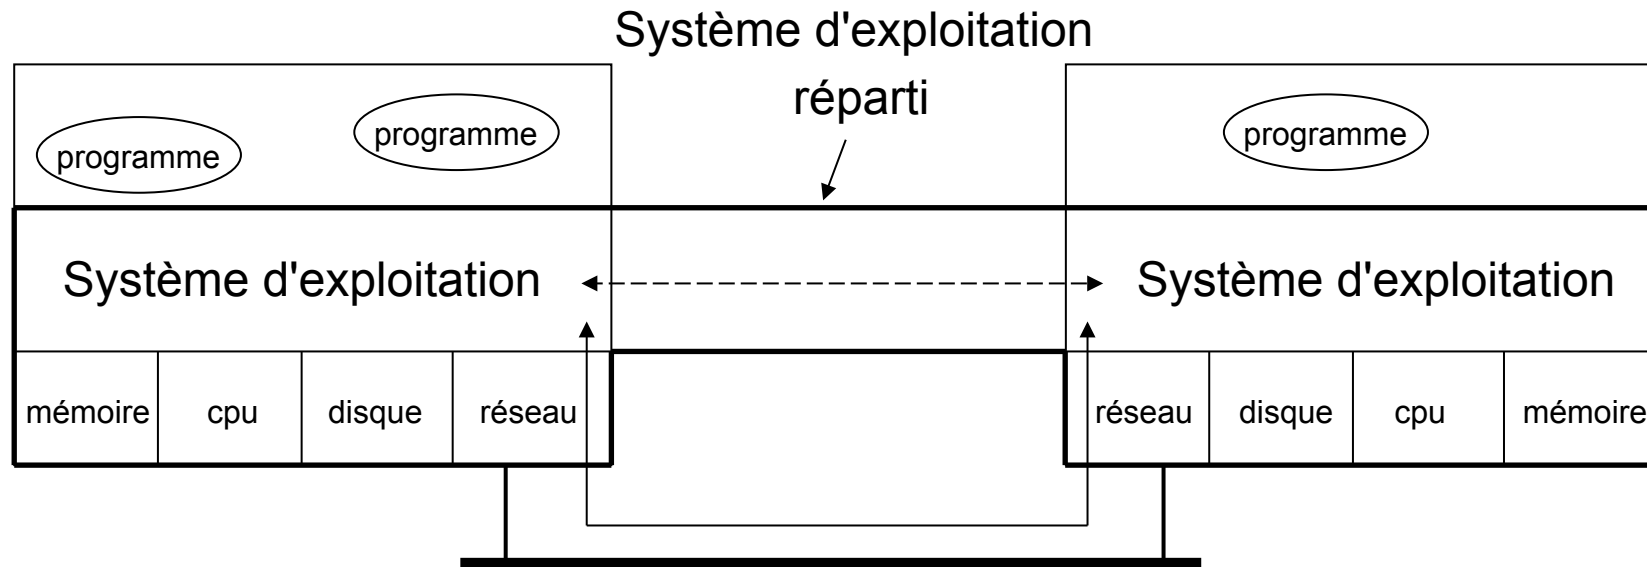 Système d'exploitation
réparti
programme
programme
programme
Système d'exploitation
Système d'exploitation
mémoire
cpu
disque
réseau
réseau
disque
cpu
mémoire